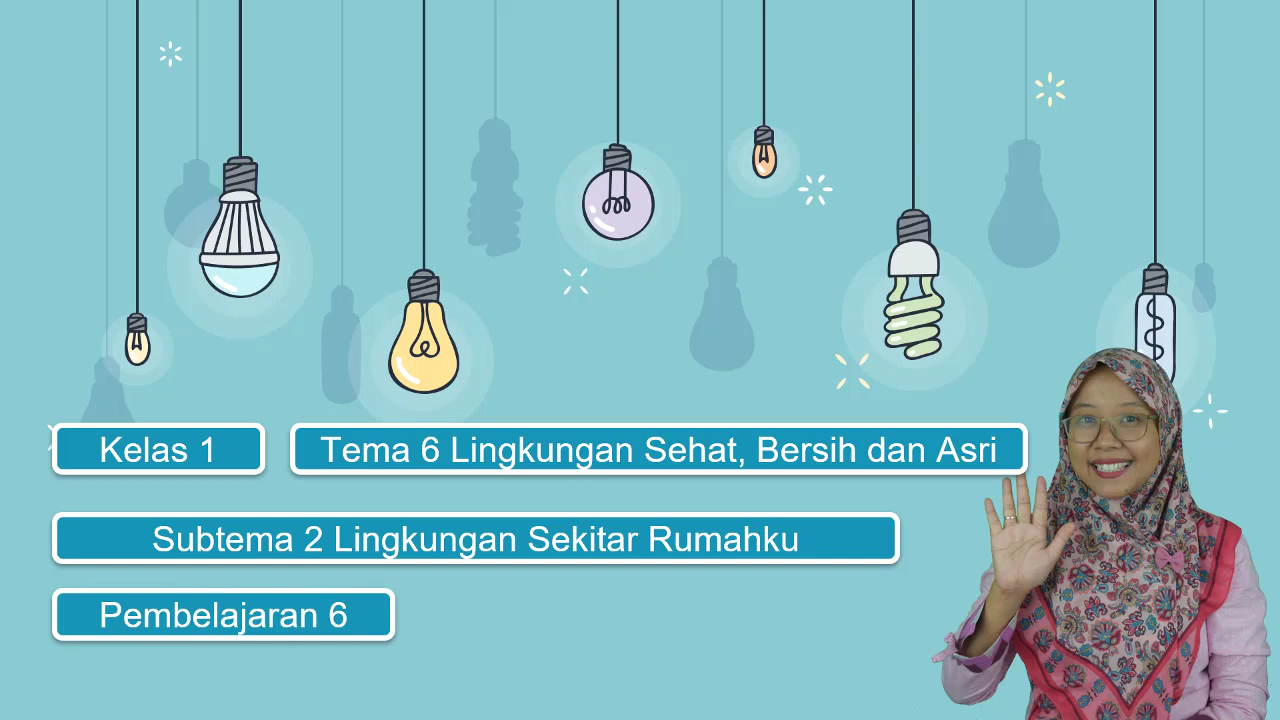 Kelas 1
Tema 6 Lingkungan Sehat, Bersih dan Asri
Subtema 2 Lingkungan Sekitar Rumahku
Pembelajaran 6